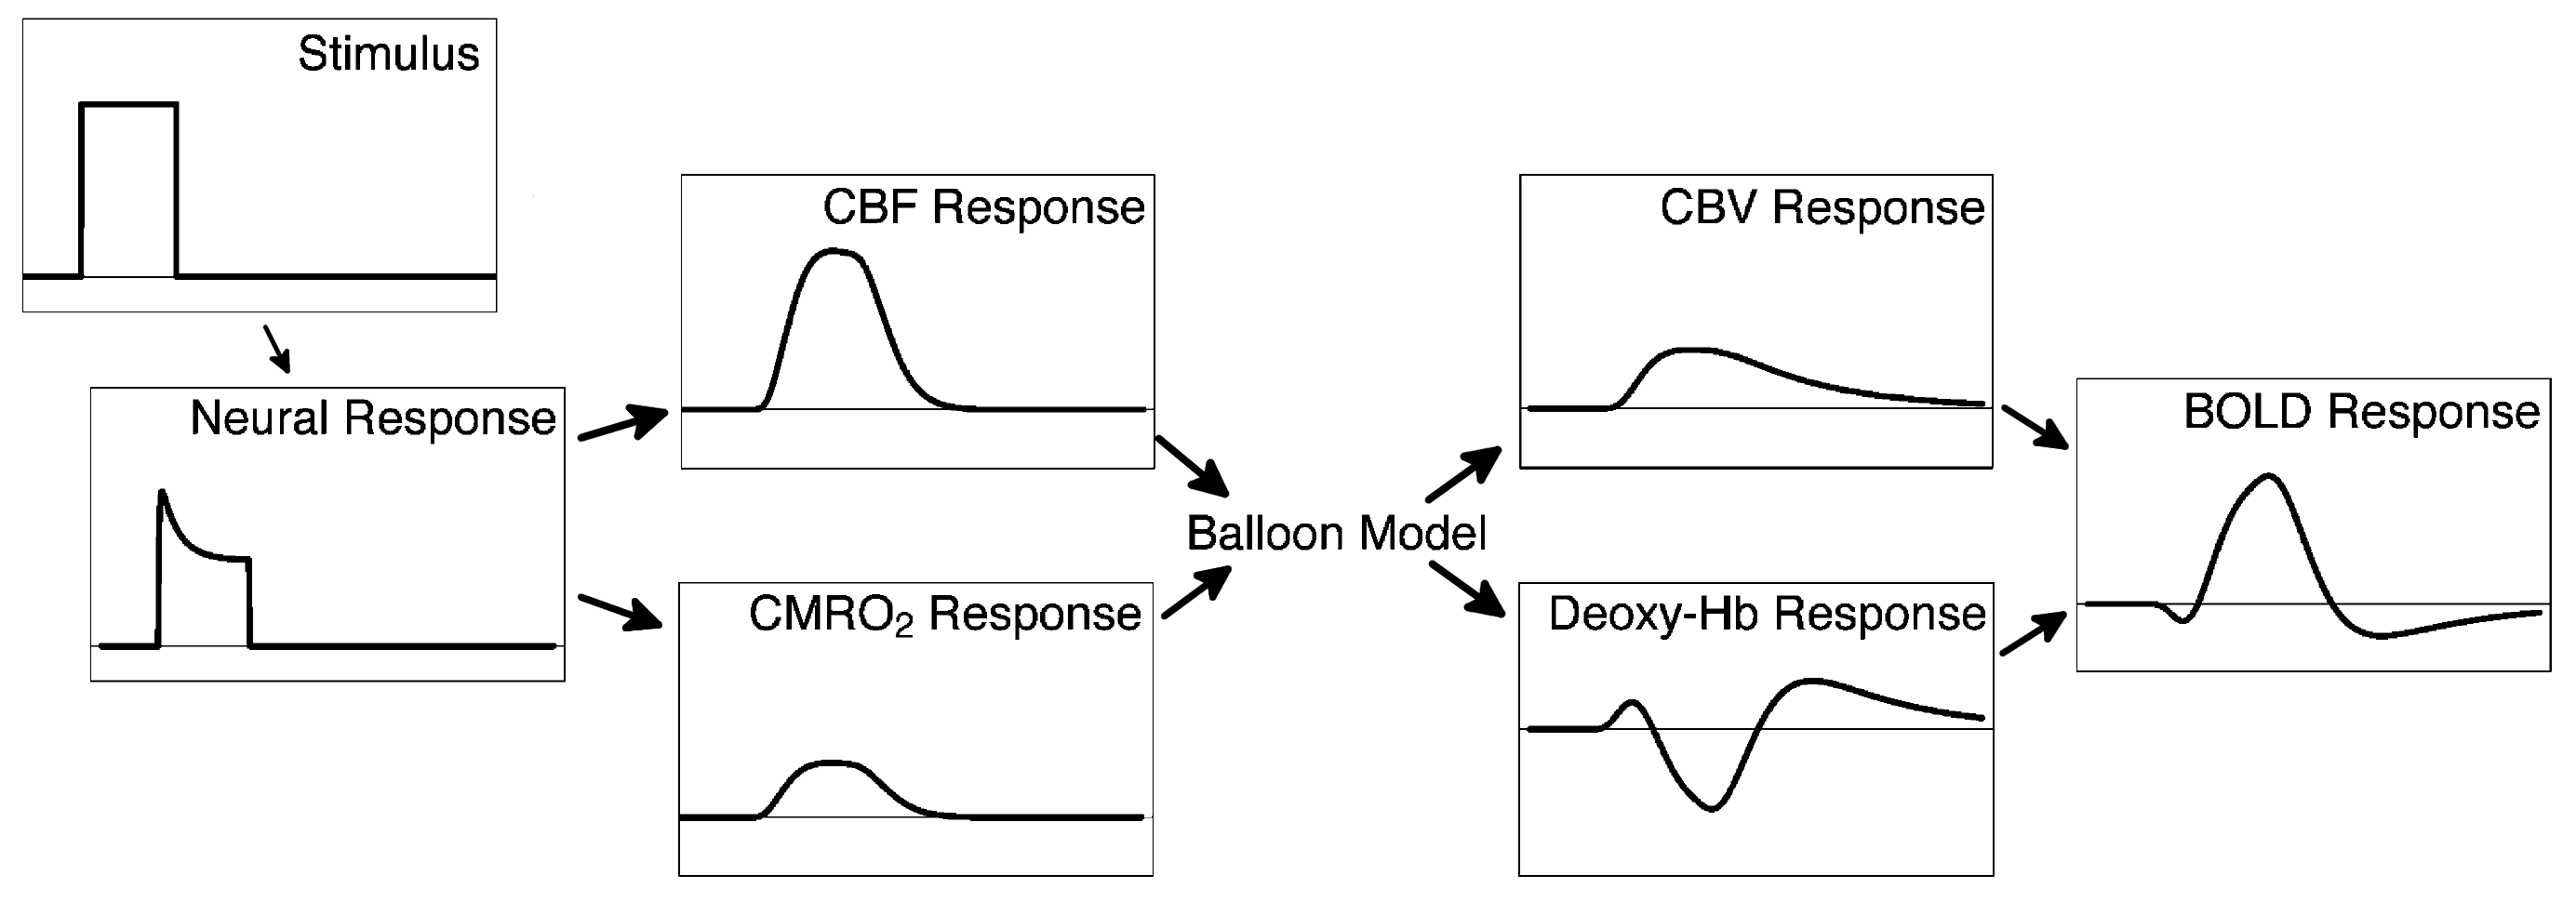 Stimulus
Neural Response
CBF Response
CMRO₂ Response
Balloon Model
CBV Response
Deoxy-Hb Response
BOLD Response